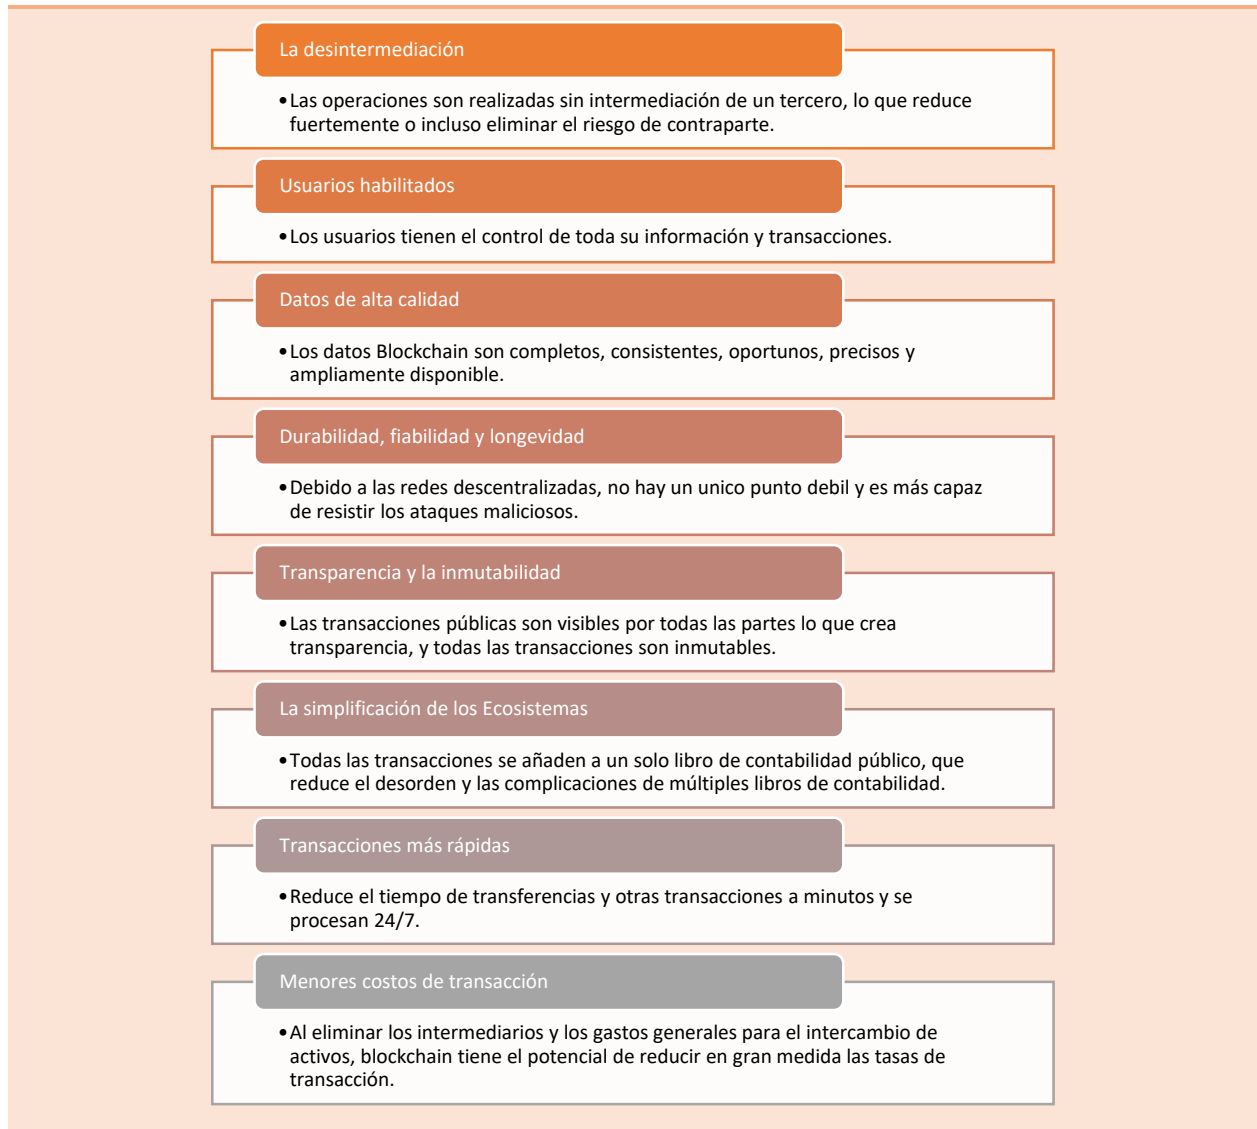 La desintermediación
•Las operaciones son realizadas sin intermediación de un tercero, lo que reduce
fuertemente o incluso eliminar el riesgo de contraparte.
Usuarios habilitados
•Los usuarios tienen el control de toda su información y transacciones.
Datos de alta calidad
•Los datos Blockchain son completos, consistentes, oportunos, precisos y
ampliamente disponible.
Durabilidad, fiabilidad y longevidad
•Debido a las redes descentralizadas, no hay un unico punto debil y es más capaz
de resistir los ataques maliciosos.
Transparencia y la inmutabilidad
•Las transacciones públicas son visibles por todas las partes lo que crea
transparencia, y todas las transacciones son inmutables.
La simplificación de los Ecosistemas
•Todas las transacciones se añaden a un solo libro de contabilidad público, que
reduce el desorden y las complicaciones de múltiples libros de contabilidad.
Transacciones más rápidas
•Reduce el tiempo de transferencias y otras transacciones a minutos y se
procesan 24/7.
Menores costos de transacción
•Al eliminar los intermediarios y los gastos generales para el intercambio de
activos, blockchain tiene el potencial de reducir en gran medida las tasas de
transacción.